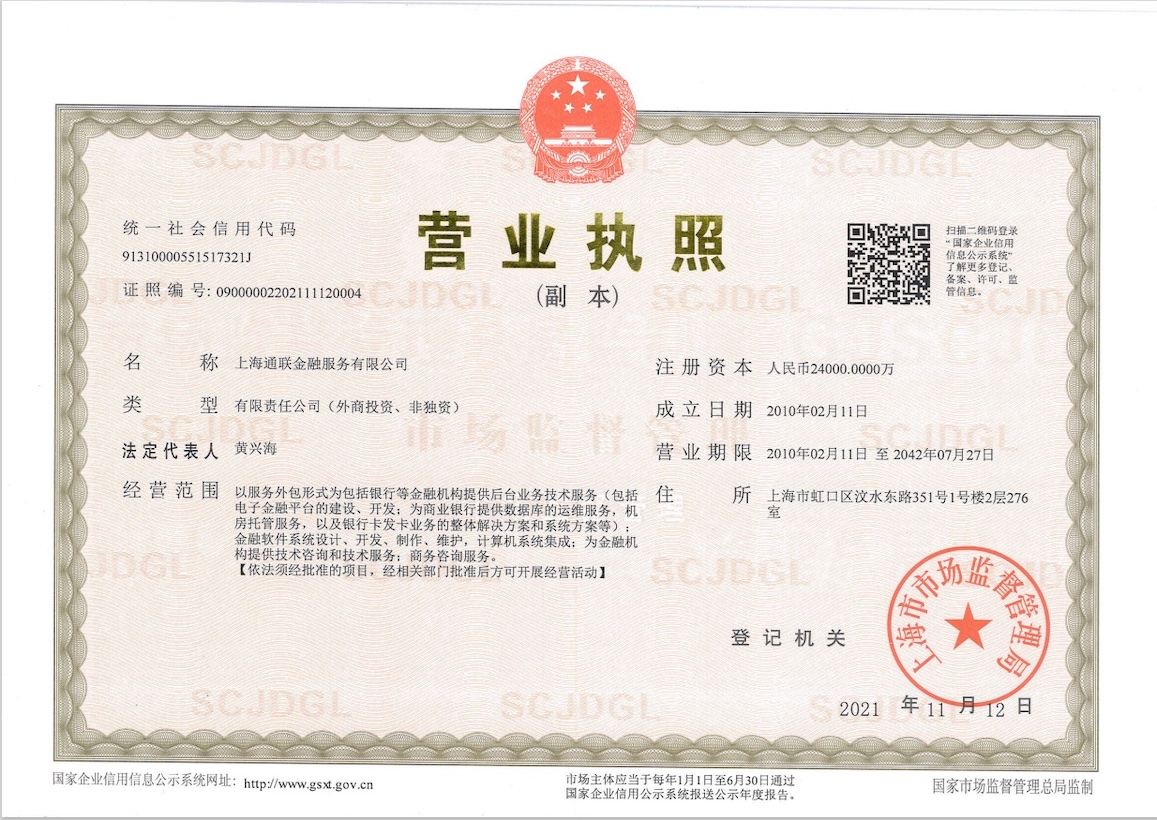 营业执照
(副 本)
统一社会信用代码
91310000551517321J
证照编号: 09000002202111120004
扫描二维码登录
“国家企业信用
信息公示系统”
了解更多登记、
备案、许可、监
管信息。
名 称 上海通联金融服务有限公司
类 型 有限责任公司（外商投资、非独资）
法定代表人 黄兴海
经营范围 以服务外包形式为包括银行等金融机构提供后台业务技术服务（包括
电子金融平台的建设、开发；为商业银行提供数据库的运维服务，机
房托管服务，以及银行卡发卡业务的整体解决方案和系统方案等）；
金融软件系统设计、开发、制作、维护，计算机系统集成；为金融机
构提供技术咨询和技术服务；商务咨询服务。
【依法须经批准的项目，经相关部门批准后方可开展经营活动】
注册资本 人民币24000.0000万
成立日期 2010年02月11日
营业期限 2010年02月11日 至 2042年07月27日
住 所 上海市虹口区汶水东路351号1号楼2层276
室
登记机关
上海市市场监督管理局
2021 年 11 月 12 日
国家企业信用信息公示系统网址: http://www.gsxt.gov.cn
市场主体应当于每年1月1日至6月30日通过
国家企业信用公示系统报送公示年度报告。
国家市场监督管理总局监制
SCJDGL
市场监督管理